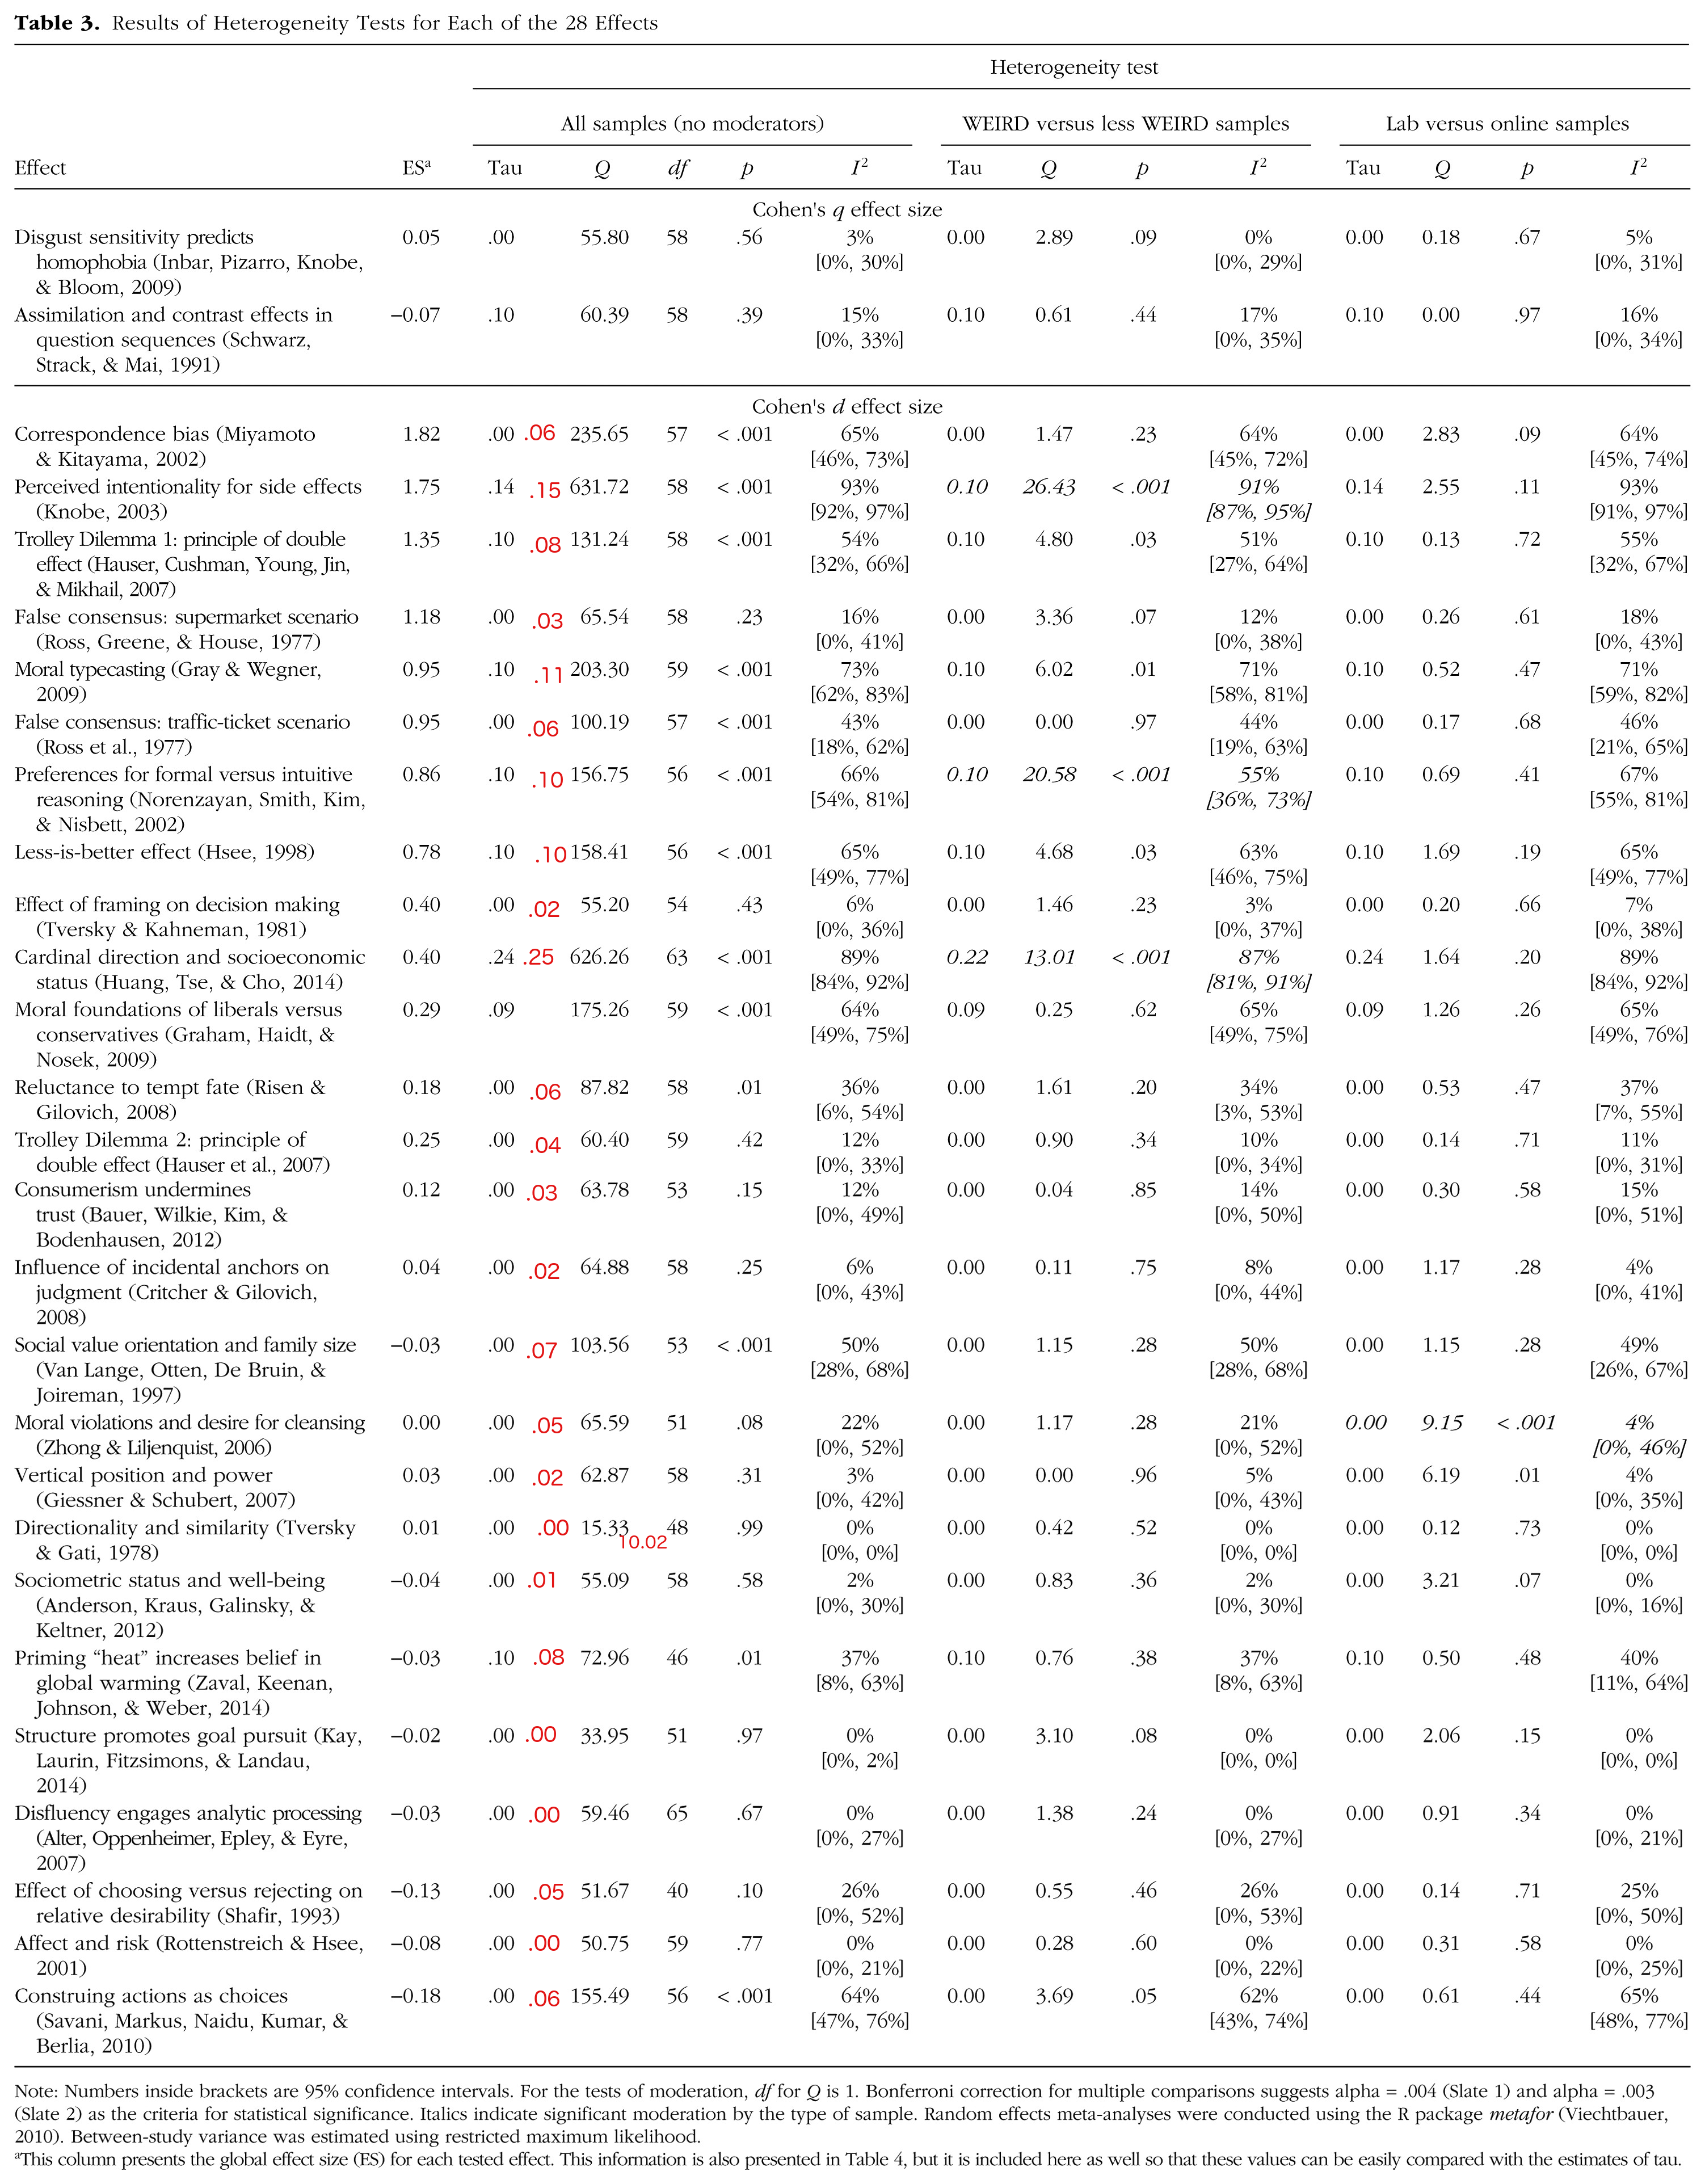 Table 3. Results of Heterogeneity Tests for Each of the 28 Effects
Heterogeneity test
All samples (no moderators) WEIRD versus less WEIRD samples Lab versus online samples
Effect ESa Tau Q df p I2 Tau Q p I2 Tau Q p I2
Cohen's q effect size
Disgust sensitivity predicts 0.05 .00 55.80 58 .56 3% 0.00 2.89 .09 0% 0.00 0.18 .67 5%
homophobia (Inbar, Pizarro, Knobe, [0%, 30%] [0%, 29%] [0%, 31%]
& Bloom, 2009)
Assimilation and contrast effects in −0.07 .10 60.39 58 .39 15% 0.10 0.61 .44 17% 0.10 0.00 .97 16%
question sequences (Schwarz, [0%, 33%] [0%, 35%] [0%, 34%]
Strack, & Mai, 1991)
Cohen's d effect size
Correspondence bias (Miyamoto 1.82 .00 .06 235.65 57 < .001 65% 0.00 1.47 .23 64% 0.00 2.83 .09 64%
& Kitayama, 2002) [46%, 73%] [45%, 72%] [45%, 74%]
Perceived intentionality for side effects 1.75 .14 .15 631.72 58 < .001 93% 0.10 26.43 < .001 91% 0.14 2.55 .11 93%
(Knobe, 2003) [92%, 97%] [87%, 95%] [91%, 97%]
Trolley Dilemma 1: principle of double 1.35 .10 .08 131.24 58 < .001 54% 0.10 4.80 .03 51% 0.10 0.13 .72 55%
effect (Hauser, Cushman, Young, Jin, [32%, 66%] [27%, 64%] [32%, 67%]
& Mikhail, 2007)
False consensus: supermarket scenario 1.18 .00 .03 65.54 58 .23 16% 0.00 3.36 .07 12% 0.00 0.26 .61 18%
(Ross, Greene, & House, 1977) [0%, 41%] [0%, 38%] [0%, 43%]
Moral typecasting (Gray & Wegner, 0.95 .10 .11 203.30 59 < .001 73% 0.10 6.02 .01 71% 0.10 0.52 .47 71%
2009) [62%, 83%] [58%, 81%] [59%, 82%]
False consensus: traffic-ticket scenario 0.95 .00 .06 100.19 57 < .001 43% 0.00 0.00 .97 44% 0.00 0.17 .68 46%
(Ross et al., 1977) [18%, 62%] [19%, 63%] [21%, 65%]
Preferences for formal versus intuitive 0.86 .10 .10 156.75 56 < .001 66% 0.10 20.58 < .001 55% 0.10 0.69 .41 67%
reasoning (Norenzayan, Smith, Kim, [54%, 81%] [36%, 73%] [55%, 81%]
& Nisbett, 2002)
Less-is-better effect (Hsee, 1998) 0.78 .10 .10 158.41 56 < .001 65% 0.10 4.68 .03 63% 0.10 1.69 .19 65%
[49%, 77%] [46%, 75%] [49%, 77%]
Effect of framing on decision making 0.40 .00 .02 55.20 54 .43 6% 0.00 1.46 .23 3% 0.00 0.20 .66 7%
(Tversky & Kahneman, 1981) [0%, 36%] [0%, 37%] [0%, 38%]
Cardinal direction and socioeconomic 0.40 .24 .25 626.26 63 < .001 89% 0.22 13.01 < .001 87% 0.24 1.64 .20 89%
status (Huang, Tse, & Cho, 2014) [84%, 92%] [81%, 91%] [84%, 92%]
Moral foundations of liberals versus 0.29 .09 175.26 59 < .001 64% 0.09 0.25 .62 65% 0.09 1.26 .26 65%
conservatives (Graham, Haidt, & [49%, 75%] [49%, 75%] [49%, 76%]
Nosek, 2009)
Reluctance to tempt fate (Risen & 0.18 .00 .06 87.82 58 .01 36% 0.00 1.61 .20 34% 0.00 0.53 .47 37%
Gilovich, 2008) [6%, 54%] [3%, 53%] [7%, 55%]
Trolley Dilemma 2: principle of 0.25 .00 .04 60.40 59 .42 12% 0.00 0.90 .34 10% 0.00 0.14 .71 11%
double effect (Hauser et al., 2007) [0%, 33%] [0%, 34%] [0%, 31%]
Consumerism undermines 0.12 .00 .03 63.78 53 .15 12% 0.00 0.04 .85 14% 0.00 0.30 .58 15%
trust (Bauer, Wilkie, Kim, & [0%, 49%] [0%, 50%] [0%, 51%]
Bodenhausen, 2012)
Influence of incidental anchors on 0.04 .00 .02 64.88 58 .25 6% 0.00 0.11 .75 8% 0.00 1.17 .28 4%
judgment (Critcher & Gilovich, [0%, 43%] [0%, 44%] [0%, 41%]
2008)
Social value orientation and family size −0.03 .00 .07 103.56 53 < .001 50% 0.00 1.15 .28 50% 0.00 1.15 .28 49%
(Van Lange, Otten, De Bruin, & [28%, 68%] [28%, 68%] [26%, 67%]
Joireman, 1997)
Moral violations and desire for cleansing 0.00 .00 .05 65.59 51 .08 22% 0.00 1.17 .28 21% 0.00 9.15 < .001 4%
(Zhong & Liljenquist, 2006) [0%, 52%] [0%, 52%] [0%, 46%]
Vertical position and power 0.03 .00 .02 62.87 58 .31 3% 0.00 0.00 .96 5% 0.00 6.19 .01 4%
(Giessner & Schubert, 2007) [0%, 42%] [0%, 43%] [0%, 35%]
Directionality and similarity (Tversky 0.01 .00 .00 15.33 48 .99 0% 0.00 0.42 .52 0% 0.00 0.12 .73 0%
10.02
& Gati, 1978) [0%, 0%] [0%, 0%] [0%, 0%]
Sociometric status and well-being −0.04 .00 .01 55.09 58 .58 2% 0.00 0.83 .36 2% 0.00 3.21 .07 0%
(Anderson, Kraus, Galinsky, & [0%, 30%] [0%, 30%] [0%, 16%]
Keltner, 2012)
Priming “heat” increases belief in −0.03 .10 .08 72.96 46 .01 37% 0.10 0.76 .38 37% 0.10 0.50 .48 40%
global warming (Zaval, Keenan, [8%, 63%] [8%, 63%] [11%, 64%]
Johnson, & Weber, 2014)
Structure promotes goal pursuit (Kay, −0.02 .00 .00 33.95 51 .97 0% 0.00 3.10 .08 0% 0.00 2.06 .15 0%
Laurin, Fitzsimons, & Landau, [0%, 2%] [0%, 0%] [0%, 0%]
2014)
Disfluency engages analytic processing −0.03 .00 .00 59.46 65 .67 0% 0.00 1.38 .24 0% 0.00 0.91 .34 0%
(Alter, Oppenheimer, Epley, & Eyre, [0%, 27%] [0%, 27%] [0%, 21%]
2007)
Effect of choosing versus rejecting on −0.13 .00 .05 51.67 40 .10 26% 0.00 0.55 .46 26% 0.00 0.14 .71 25%
relative desirability (Shafir, 1993) [0%, 52%] [0%, 53%] [0%, 50%]
Affect and risk (Rottenstreich & Hsee, −0.08 .00 .00 50.75 59 .77 0% 0.00 0.28 .60 0% 0.00 0.31 .58 0%
2001) [0%, 21%] [0%, 22%] [0%, 25%]
Construing actions as choices −0.18 .00 .06 155.49 56 < .001 64% 0.00 3.69 .05 62% 0.00 0.61 .44 65%
(Savani, Markus, Naidu, Kumar, & [47%, 76%] [43%, 74%] [48%, 77%]
Berlia, 2010)
Note: Numbers inside brackets are 95% confidence intervals. For the tests of moderation, df for Q is 1. Bonferroni correction for multiple comparisons suggests alpha = .004 (Slate 1) and alpha = .003
(Slate 2) as the criteria for statistical significance. Italics indicate significant moderation by the type of sample. Random effects meta-analyses were conducted using the R package metafor (Viechtbauer,
2010). Between-study variance was estimated using restricted maximum likelihood.
aThis column presents the global effect size (ES) for each tested effect. This information is also presented in Table 4, but it is included here as well so that these values can be easily compared with the estimates of tau.